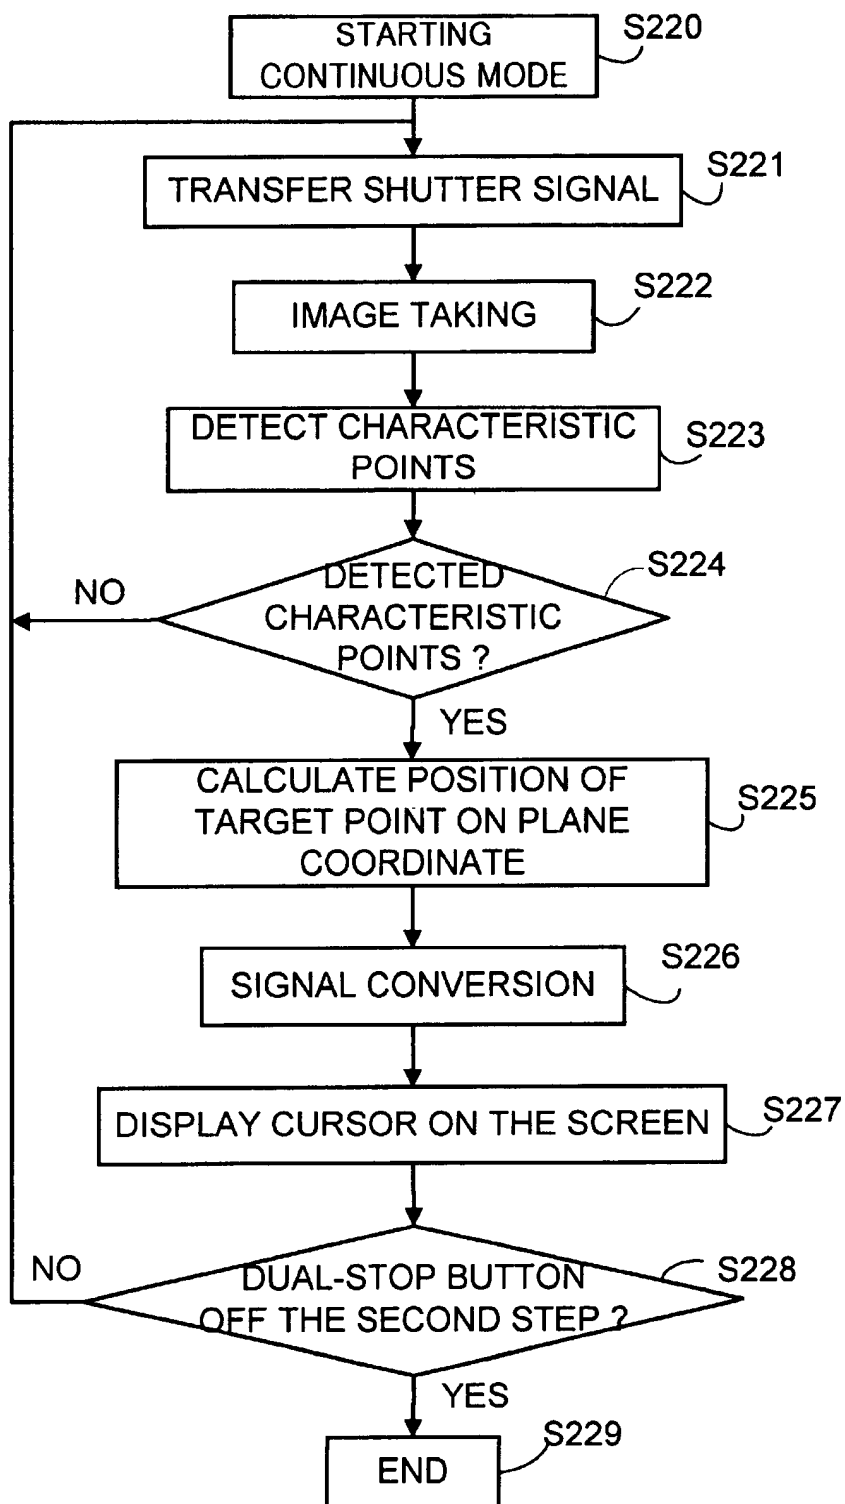 STARTING
CONTINUOUS MODE
S220
TRANSFER SHUTTER SIGNAL
S221
IMAGE TAKING
S222
DETECT CHARACTERISTIC
POINTS
S223
DETECTED
CHARACTERISTIC
POINTS ?
S224
NO
YES
CALCULATE POSITION OF
TARGET POINT ON PLANE
COORDINATE
S225
SIGNAL CONVERSION
S226
DISPLAY CURSOR ON THE SCREEN
S227
DUAL-STOP BUTTON
OFF THE SECOND STEP ?
S228
NO
YES
END
S229